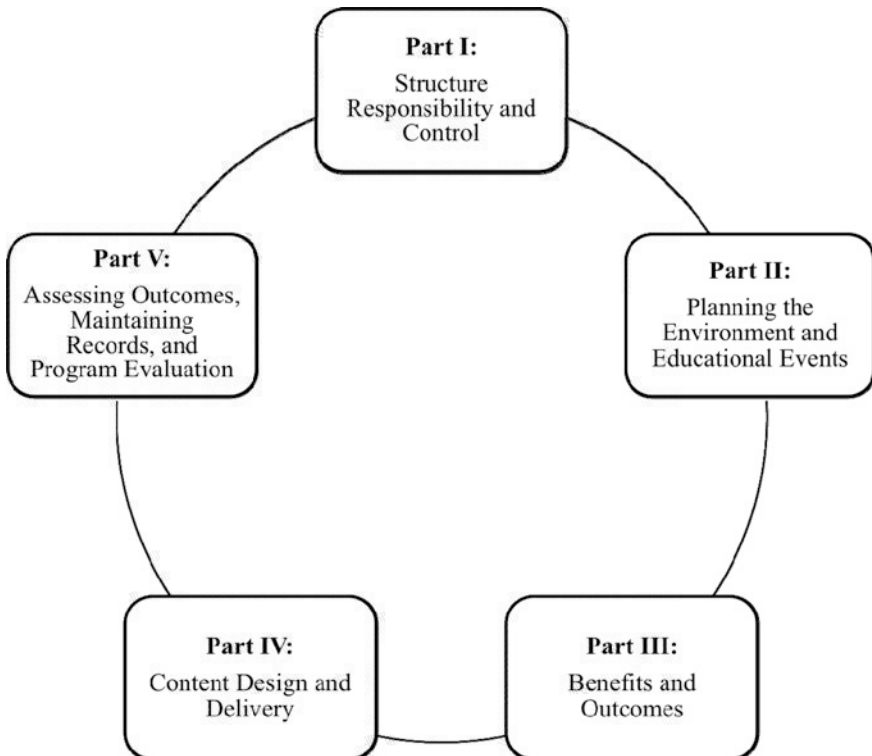 Part I:
Structure
Responsibility and
Control
Part II:
Planning the
Environment and
Educational Events
Part III:
Benefits and
Outcomes
Part IV:
Content Design and
Delivery
Part V:
Assessing Outcomes,
Maintaining
Records, and
Program Evaluation